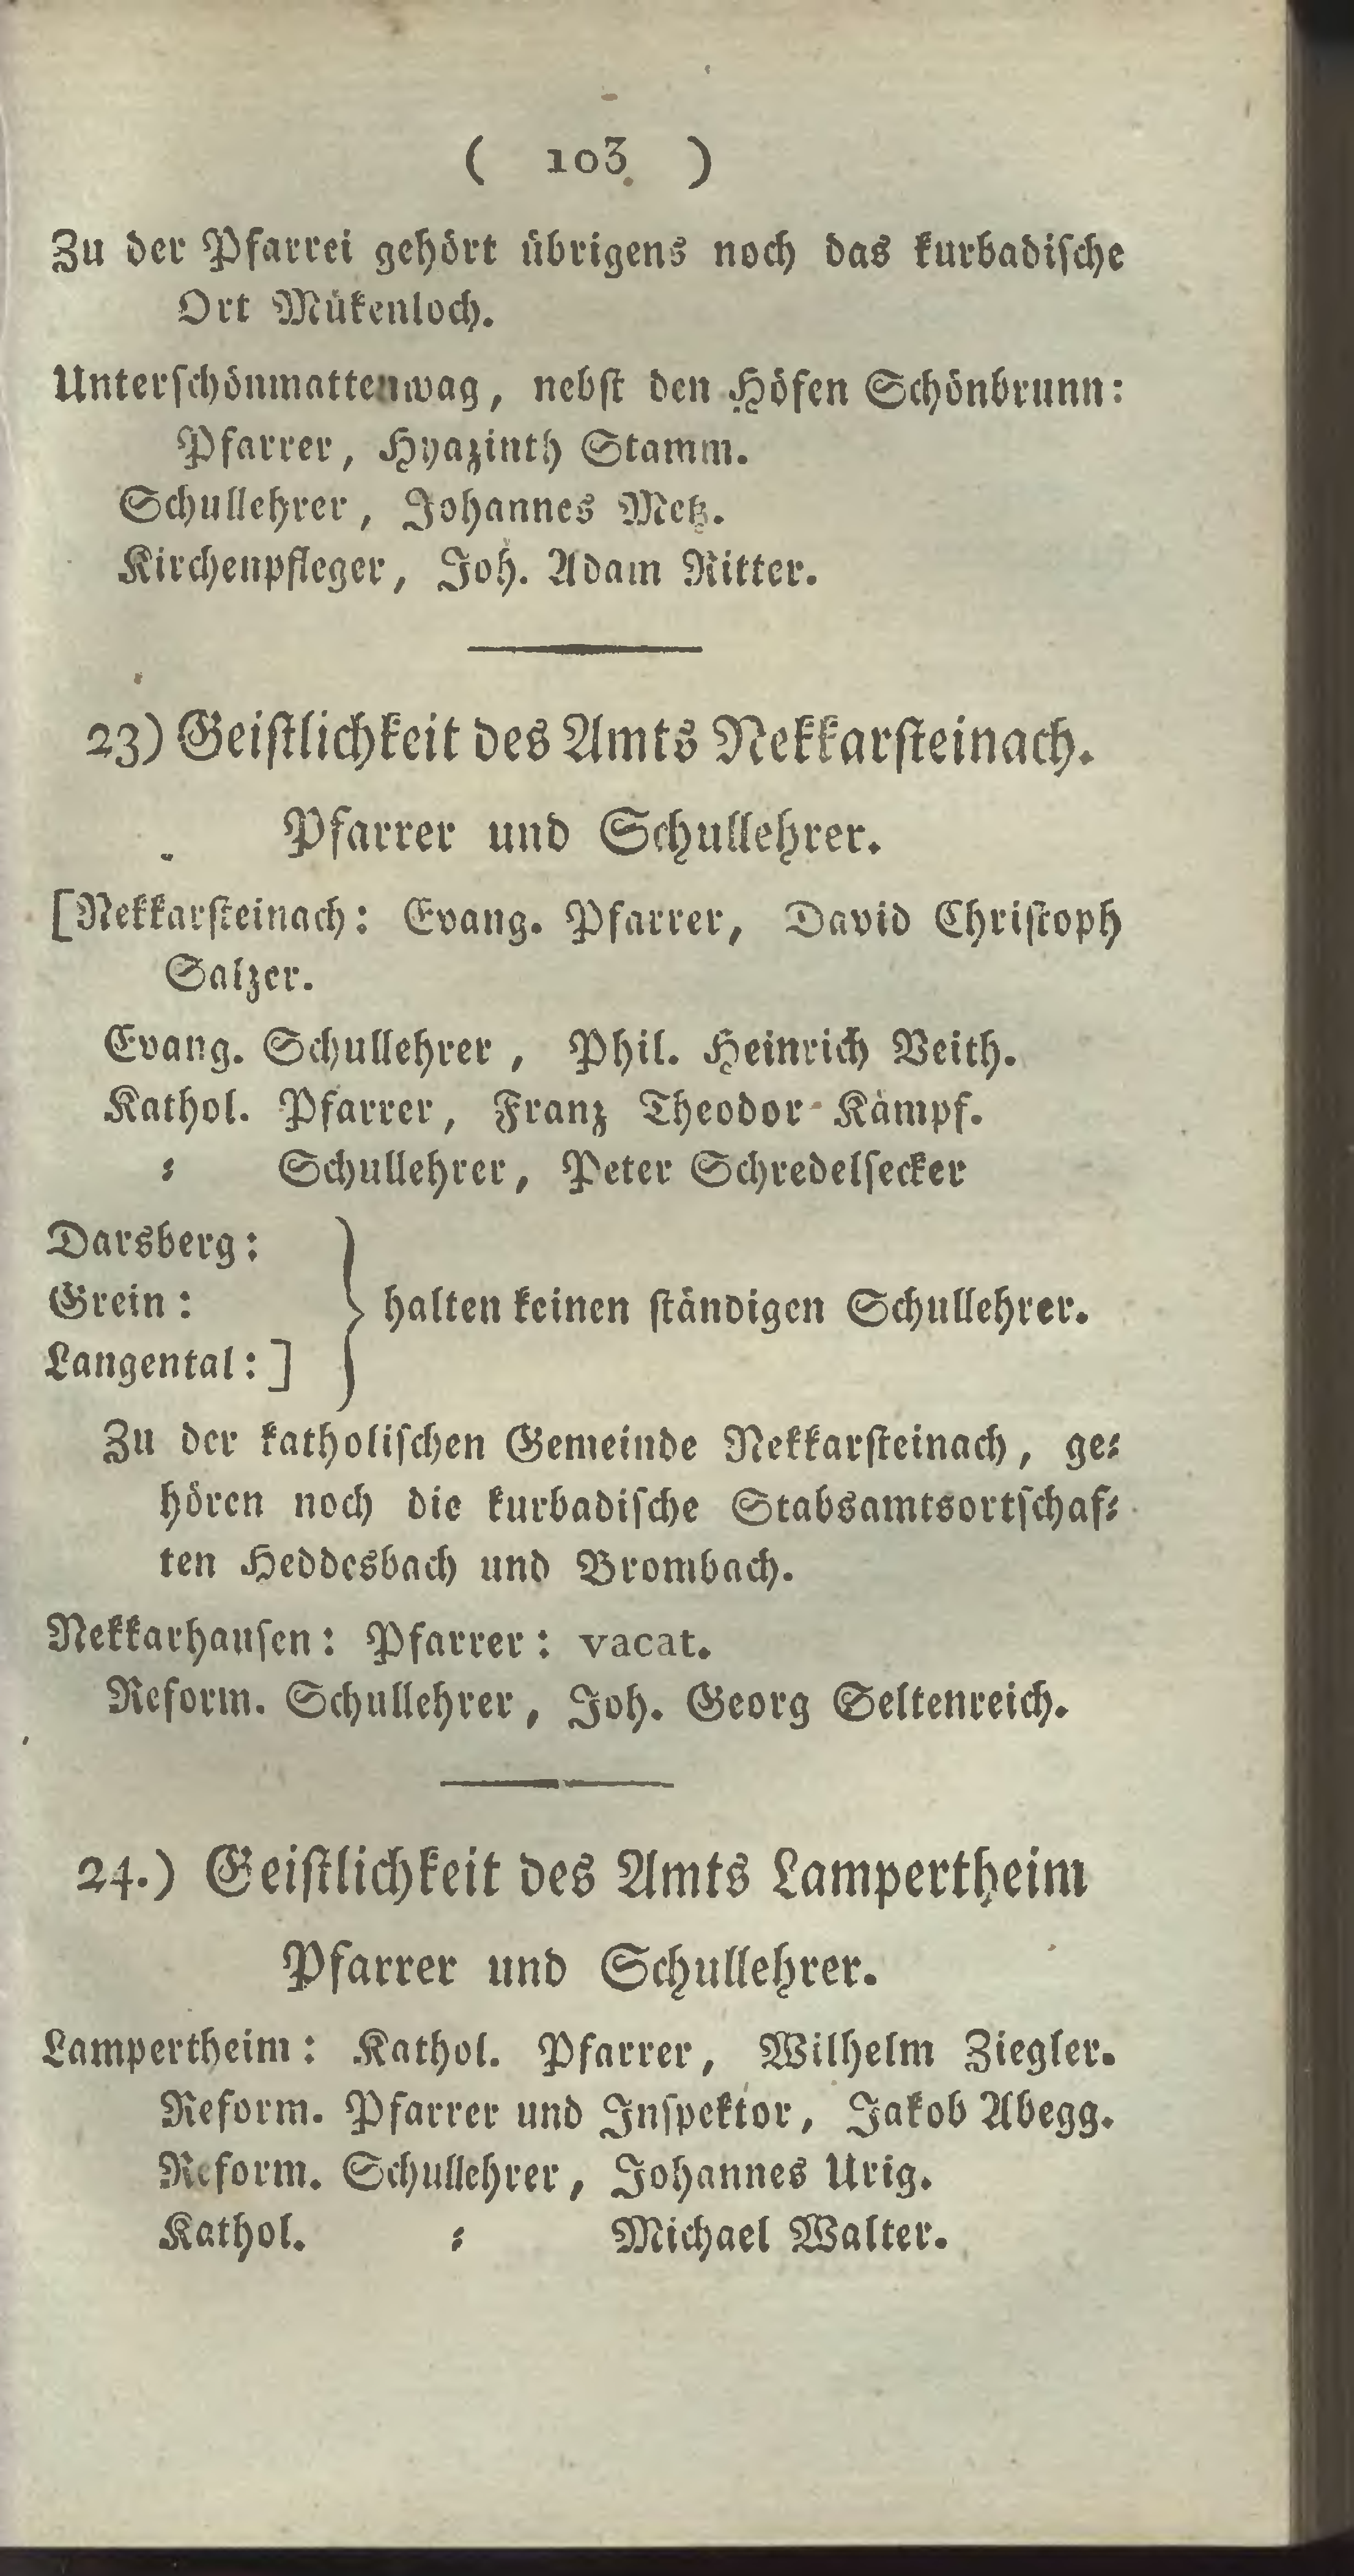 ( 103 )
Zu der Pfarrei gehört übrigens noch das kurbadische
Ort Mükenloch.
Unterschönmattenwag, nebst den Höfen Schönbrunn:
Pfarrer, Hyazinth Stamm.
Schullehrer, Johannes Metz.
Kirchenpfleger, Joh. Adam Ritter.
23) Geistlichkeit des Amts Nekkarsteinach.
Pfarrer und Schullehrer.
[Nekkarsteinach: Evang. Pfarrer, David Christoph
Salzer.
Evang. Schullehrer, Phil. Heinrich Veith.
Kathol. Pfarrer, Franz Theodor Kämpf.
⸗ Schullehrer, Peter Schredelsecker
Darsberg:
Grein: } halten keinen ständigen Schullehrer.
Langental:]
Zu der katholischen Gemeinde Nekkarsteinach, ge⸗
hören noch die kurbadische Stabsamtsortschaf⸗
ten Heddesbach und Brombach.
Nekkarhausen: Pfarrer: vacat.
Reform. Schullehrer, Joh. Georg Seltenreich.
24.) Geistlichkeit des Amts Lampertheim
Pfarrer und Schullehrer.
Lampertheim: Kathol. Pfarrer, Wilhelm Ziegler.
Reform. Pfarrer und Inspektor, Jakob Abegg.
Reform. Schullehrer, Johannes Urig.
Kathol. ⸗ Michael Walter.